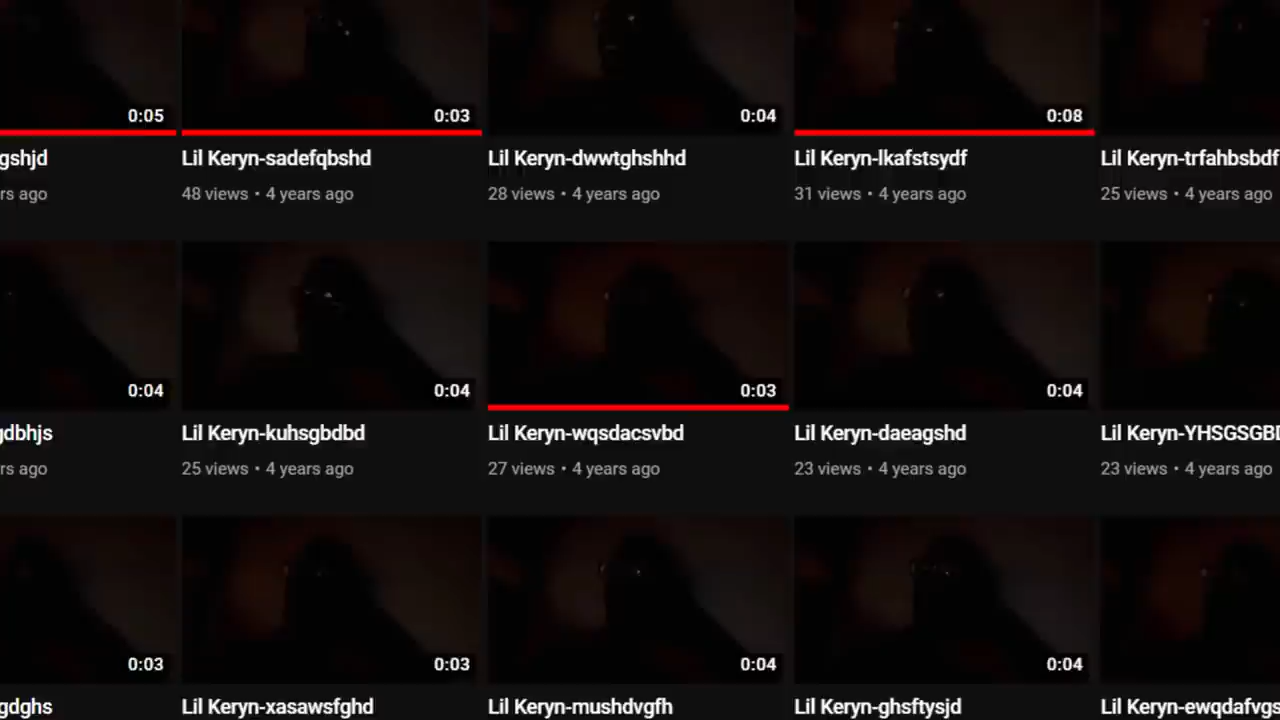 0:05 0:03 0:04 0:08
gshjd Lil Keryn-sadefqbshd Lil Keryn-dwwtghshhd Lil Keryn-lkafstsydf Lil Keryn-trfahbsbdf
rs ago 48 views • 4 years ago 28 views • 4 years ago 31 views • 4 years ago 25 views • 4 years ago
0:04 0:04 0:03 0:04
gdbhjs Lil Keryn-kuhsgbdbd Lil Keryn-wqsdacsvbd Lil Keryn-daeagshd Lil Keryn-YHSGSGBD
rs ago 25 views • 4 years ago 27 views • 4 years ago 23 views • 4 years ago 23 views • 4 years ago
0:03 0:03 0:04 0:04
gdghs Lil Keryn-xasawsfghd Lil Keryn-mushdvgfh Lil Keryn-ghsftysjd Lil Keryn-ewqdafvgs